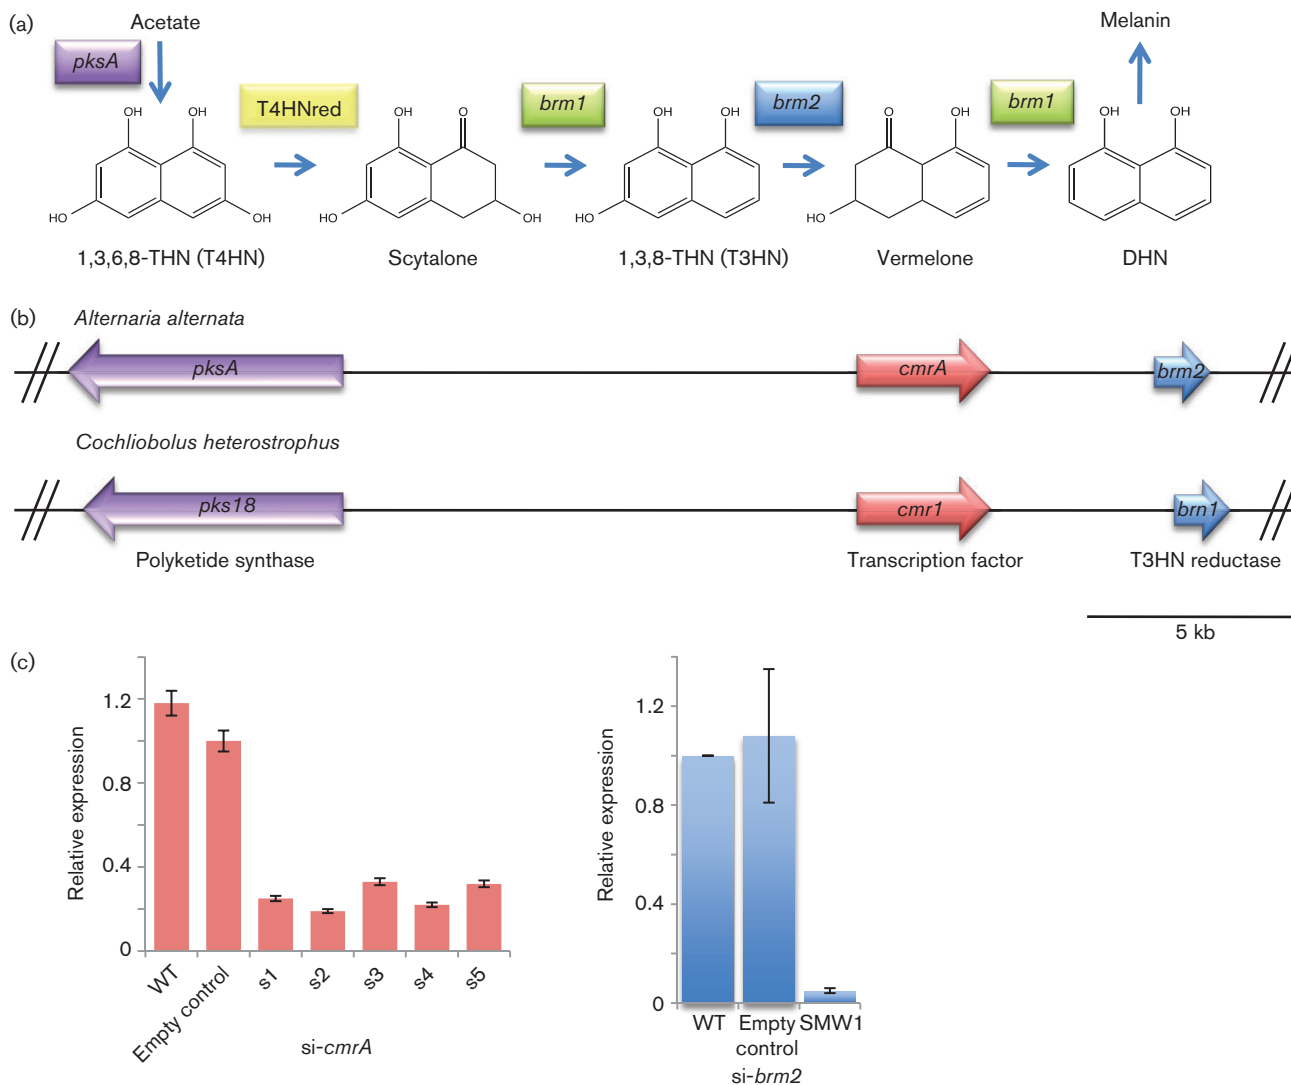 (a)
Acetate
Melanin
pksA
T4HNred
brm1
brm2
brm1
OH OH
HO OH
OH O
HO OH
OH OH
HO
O OH
HO
OH OH
1,3,6,8-THN (T4HN)
Scytalone
1,3,8-THN (T3HN)
Vermelone
DHN
(b)
Alternaria alternata
pksA
cmrA
brm2
Cochliobolus heterostrophus
pks18
cmr1
brn1
Polyketide synthase
Transcription factor
T3HN reductase
5 kb
(c)
Relative expression
1.2
0.8
0.4
0
WT
Empty control
s1
s2
s3
s4
s5
si-cmrA
Relative expression
1.2
0.8
0.4
0
WT
Empty control
SMW1
si-brm2